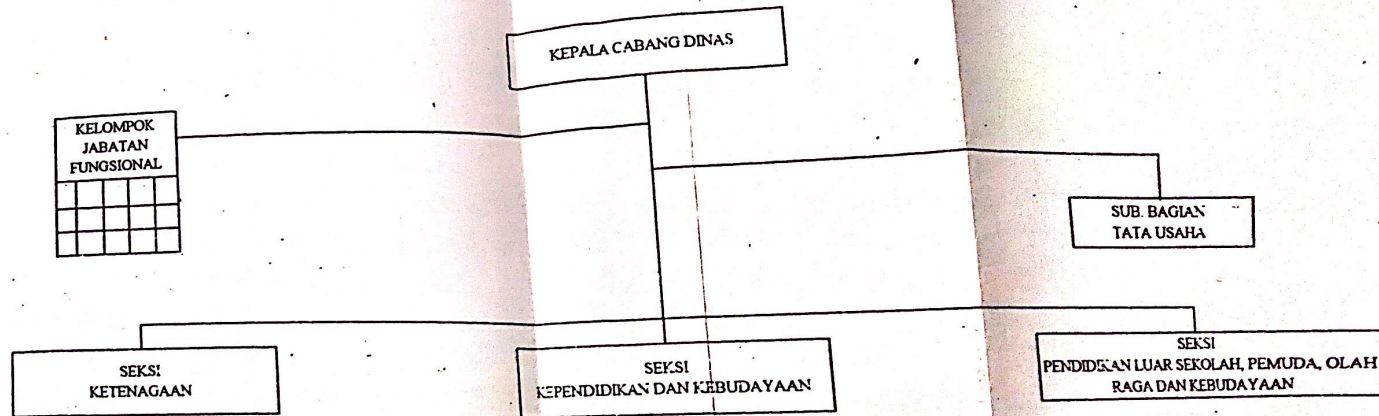 KEPALA CABANG DINAS
KELOMPOK
JABATAN
FUNGSIONAL
SUB. BAGIAN
TATA USAHA
SEKSI
KETENAGAAN
SEKSI
KEPENDIDIKAN DAN KEBUDAYAAN
SEKSI
PENDIDIKAN LUAR SEKOLAH, PEMUDA, OLAH
RAGA DAN KEBUDAYAAN